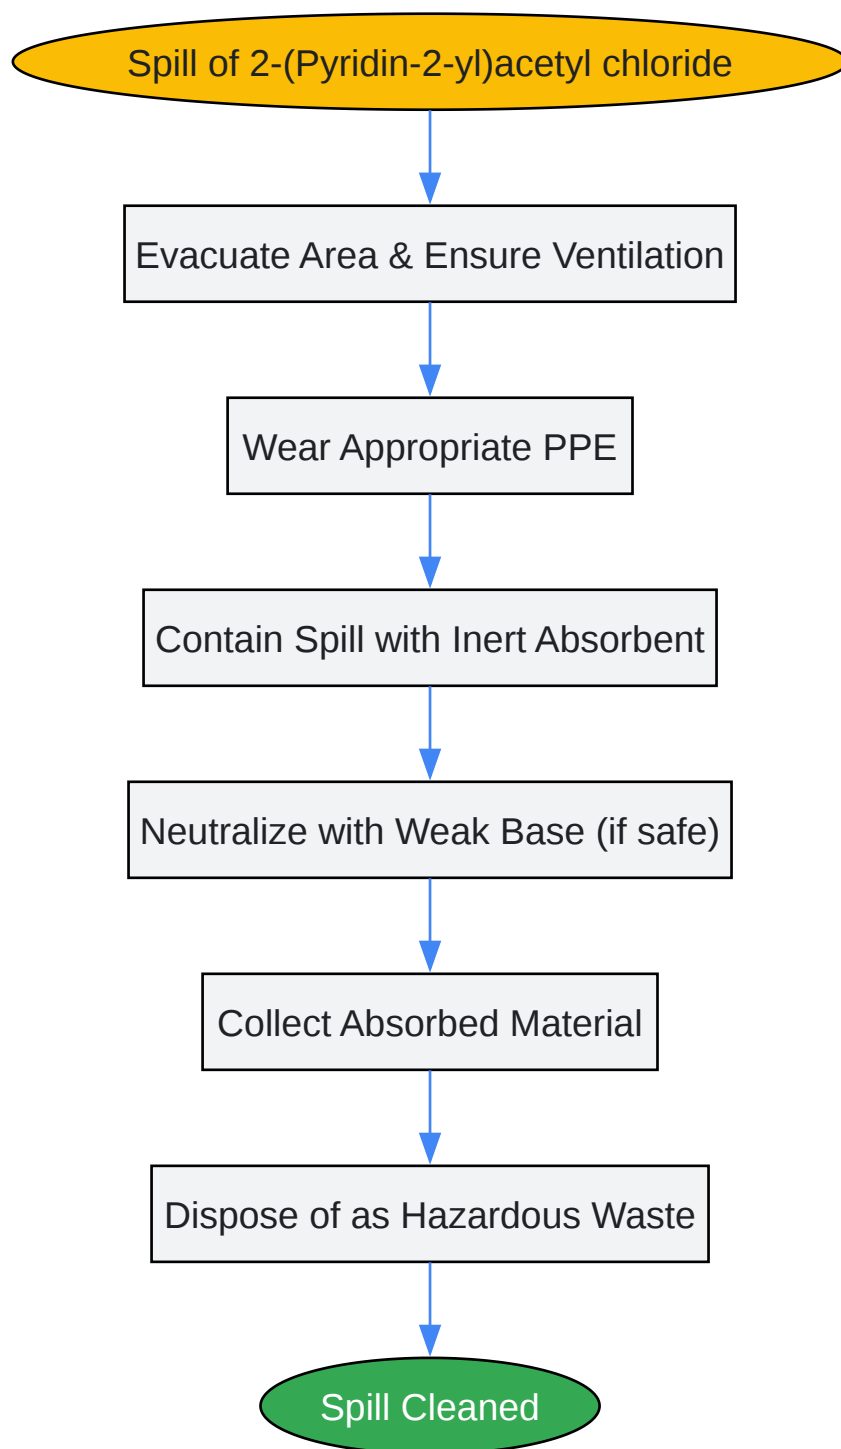 Spill of 2-(Pyridin-2-yl)acetyl chloride
Evacuate Area & Ensure Ventilation
Wear Appropriate PPE
Contain Spill with Inert Absorbent
Neutralize with Weak Base (if safe)
Collect Absorbed Material
Dispose of as Hazardous Waste
Spill Cleaned